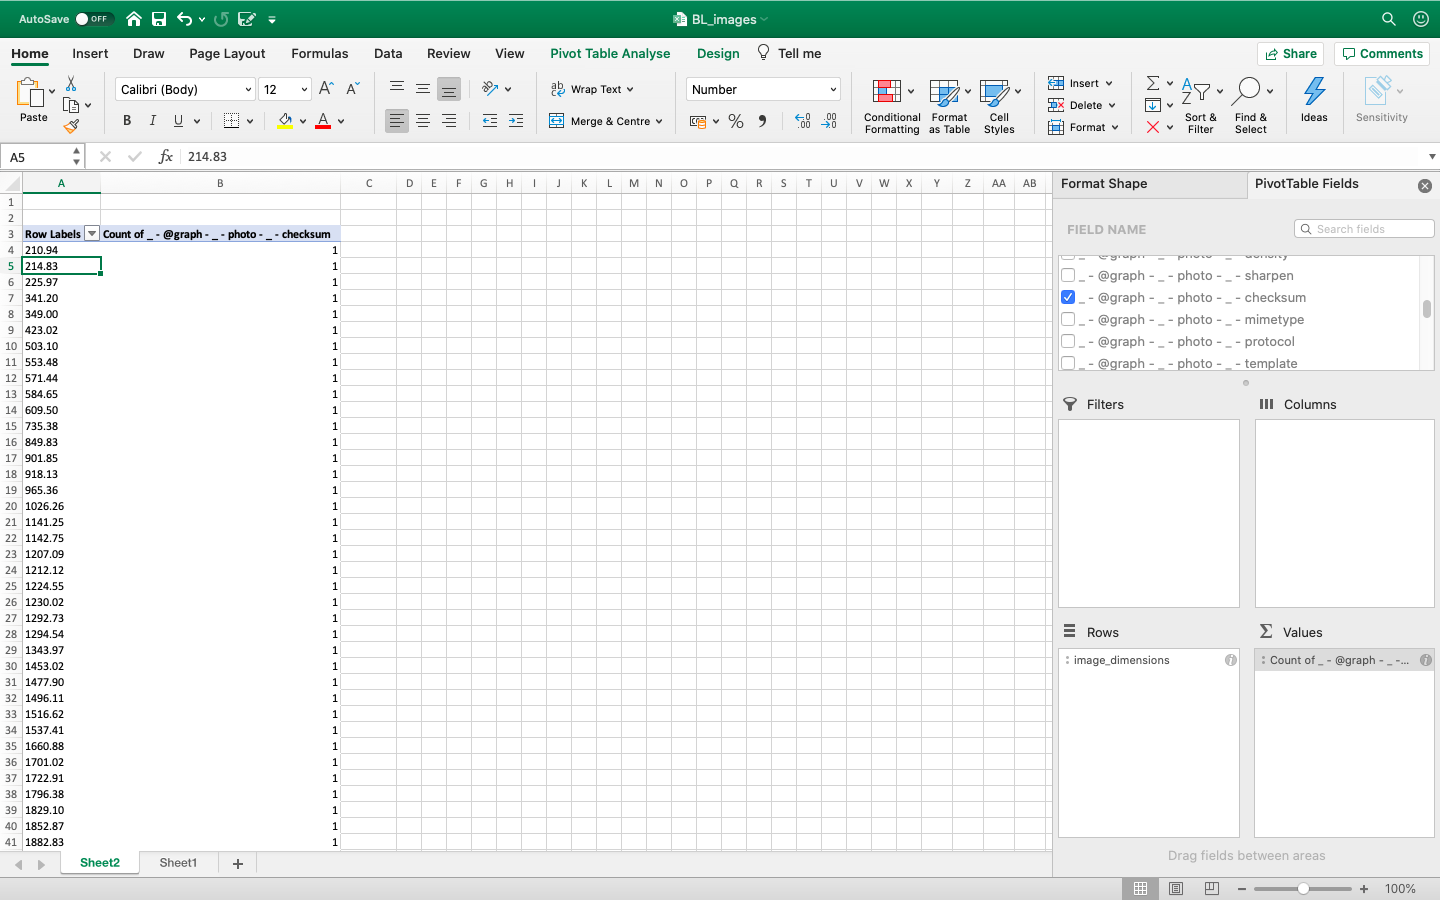 AutoSave OFF
BL_images
Home Insert Draw Page Layout Formulas Data Review View Pivot Table Analyse Design Tell me Share Comments
Paste
Calibri (Body) 12
B I U
Wrap Text
Merge & Centre
Number
Conditional Formatting
Format as Table
Cell Styles
Insert
Delete
Format
Sort & Filter
Find & Select
Ideas
Sensitivity
A5 fx 214.83
A B C D E F G H I J K L M N O P Q R S T U V W X Y Z AA AB
1
2
3 Row Labels Count of _ - @graph - _ - photo - _ - checksum
4 210.94 1
5 214.83 1
6 225.97 1
7 341.20 1
8 349.00 1
9 423.02 1
10 503.10 1
11 553.48 1
12 571.44 1
13 584.65 1
14 609.50 1
15 735.38 1
16 849.83 1
17 901.85 1
18 918.13 1
19 965.36 1
20 1026.26 1
21 1141.25 1
22 1142.75 1
23 1207.09 1
24 1212.12 1
25 1224.55 1
26 1230.02 1
27 1292.73 1
28 1294.54 1
29 1343.97 1
30 1453.02 1
31 1477.90 1
32 1496.11 1
33 1516.62 1
34 1537.41 1
35 1660.88 1
36 1701.02 1
37 1722.91 1
38 1796.38 1
39 1829.10 1
40 1852.87 1
41 1882.83 1
Format Shape PivotTable Fields
FIELD NAME Search fields
_ - @graph - _ - photo - _ - density
_ - @graph - _ - photo - _ - sharpen
_ - @graph - _ - photo - _ - checksum
_ - @graph - _ - photo - _ - mimetype
_ - @graph - _ - photo - _ - protocol
_ - @graph - _ - photo - _ - template
Filters Columns
Rows Values
image_dimensions Count of _ - @graph - _ -...
Drag fields between areas
Sheet2 Sheet1
100%